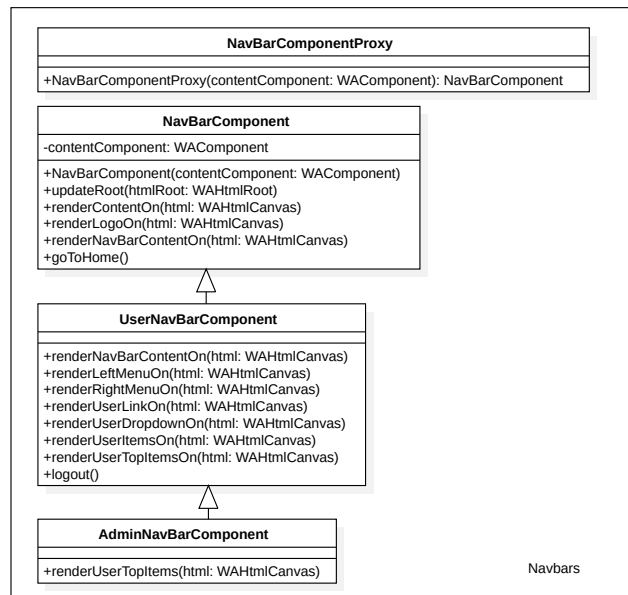 NavBarComponentProxy
+NavBarComponentProxy(contentComponent: WAComponent): NavBarComponent
NavBarComponent
-contentComponent: WAComponent
+NavBarComponent(contentComponent: WAComponent)
+updateRoot(htmlRoot: WAHtmlRoot)
+renderContentOn(html: WAHtmlCanvas)
+renderLogoOn(html: WAHtmlCanvas)
+renderNavBarContentOn(html: WAHtmlCanvas)
+goToHome()
UserNavBarComponent
+renderNavBarContentOn(html: WAHtmlCanvas)
+renderLeftMenuOn(html: WAHtmlCanvas)
+renderRightMenuOn(html: WAHtmlCanvas)
+renderUserLinkOn(html: WAHtmlCanvas)
+renderUserDropdownOn(html: WAHtmlCanvas)
+renderUserItemsOn(html: WAHtmlCanvas)
+renderUserTopItemsOn(html: WAHtmlCanvas)
+logout()
AdminNavBarComponent
+renderUserTopItems(html: WAHtmlCanvas)
Navbars